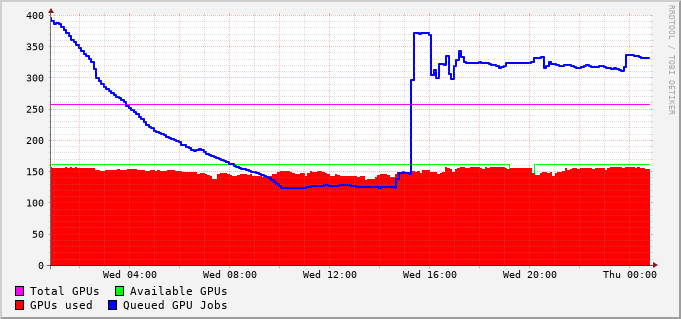 400
350
300
250
200
150
100
50
0
Wed 04:00 Wed 08:00 Wed 12:00 Wed 16:00 Wed 20:00 Thu 00:00
Total GPUs Available GPUs
GPUs used Queued GPU Jobs
RRDTOOL / TOBI OETIKER